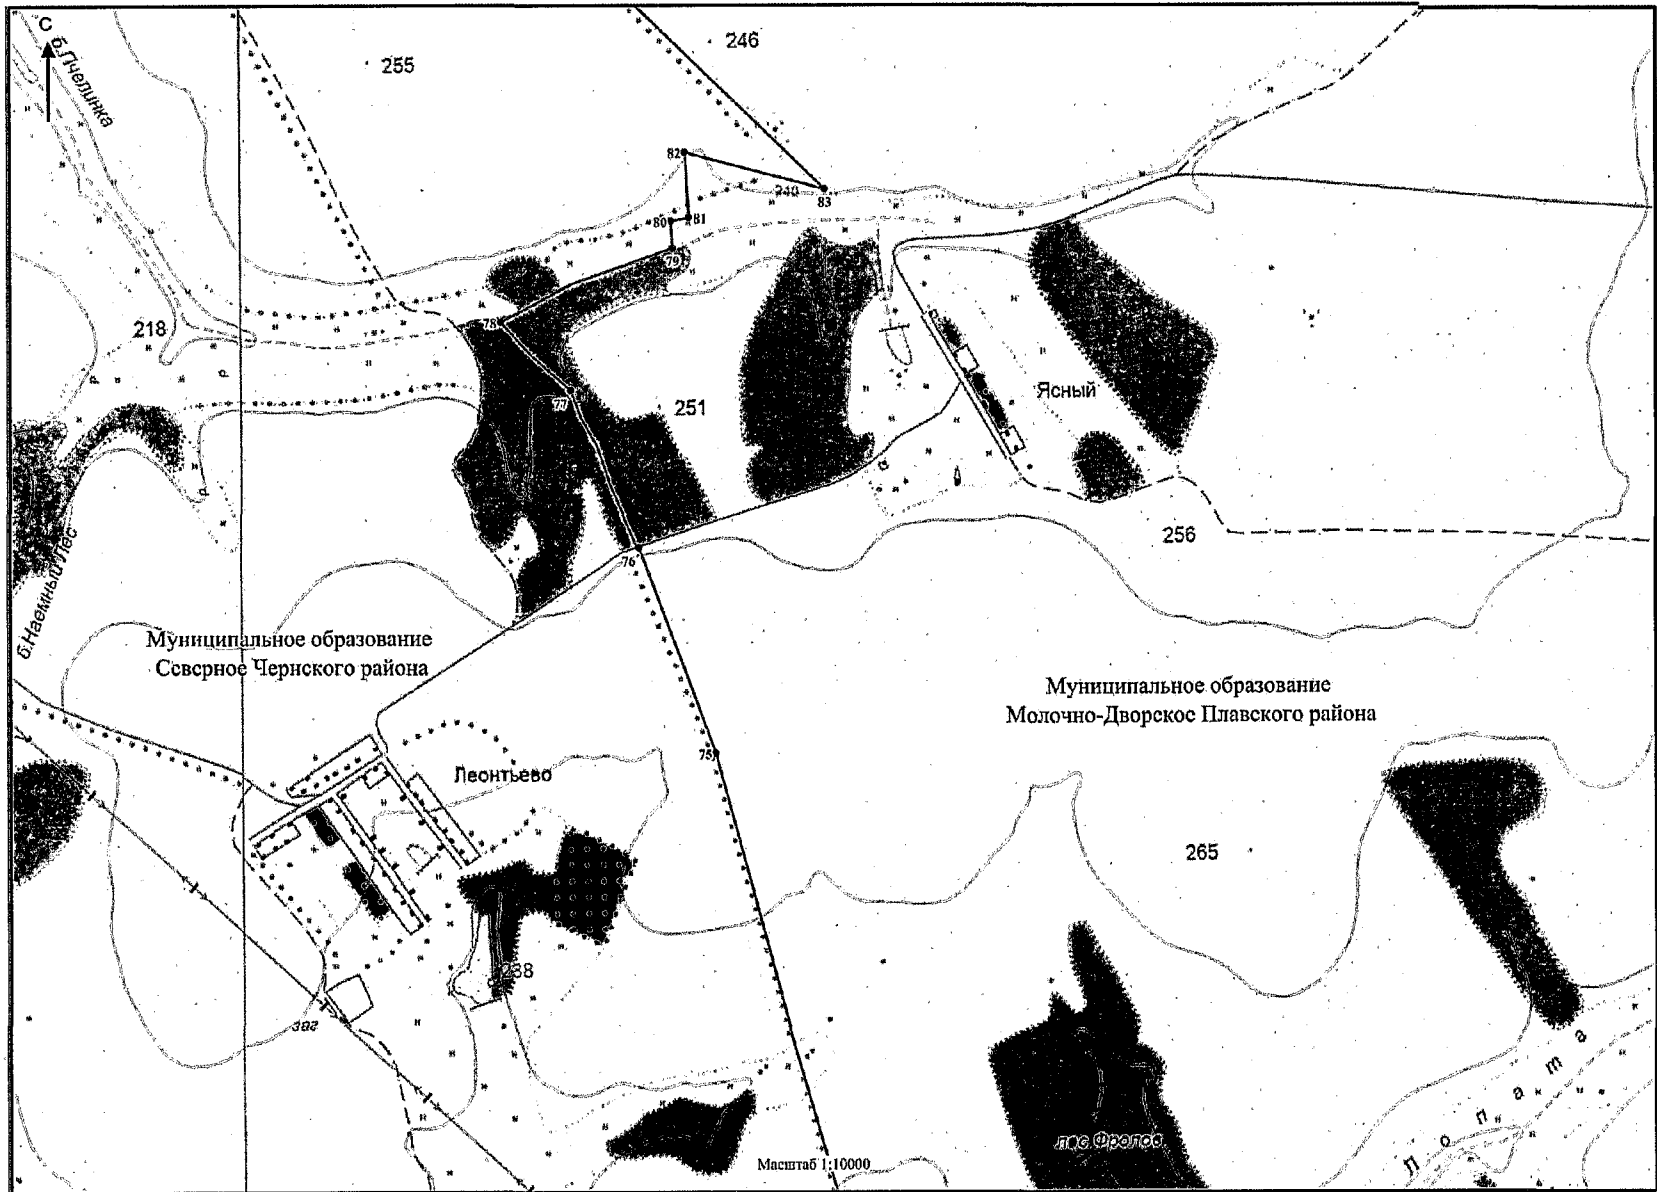 С
б.Пчелинка
255
246
82
240
83
80
81
79
218
78
77
251
Ясный
256
76
б.Наемный Лес
Муниципальное образование
Северное Чернского района
Муниципальное образование
Молочно-Дворское Плавского района
75
Леонтьево
265
238
газ
лес Фролов
Лопата
Масштаб 1:10000